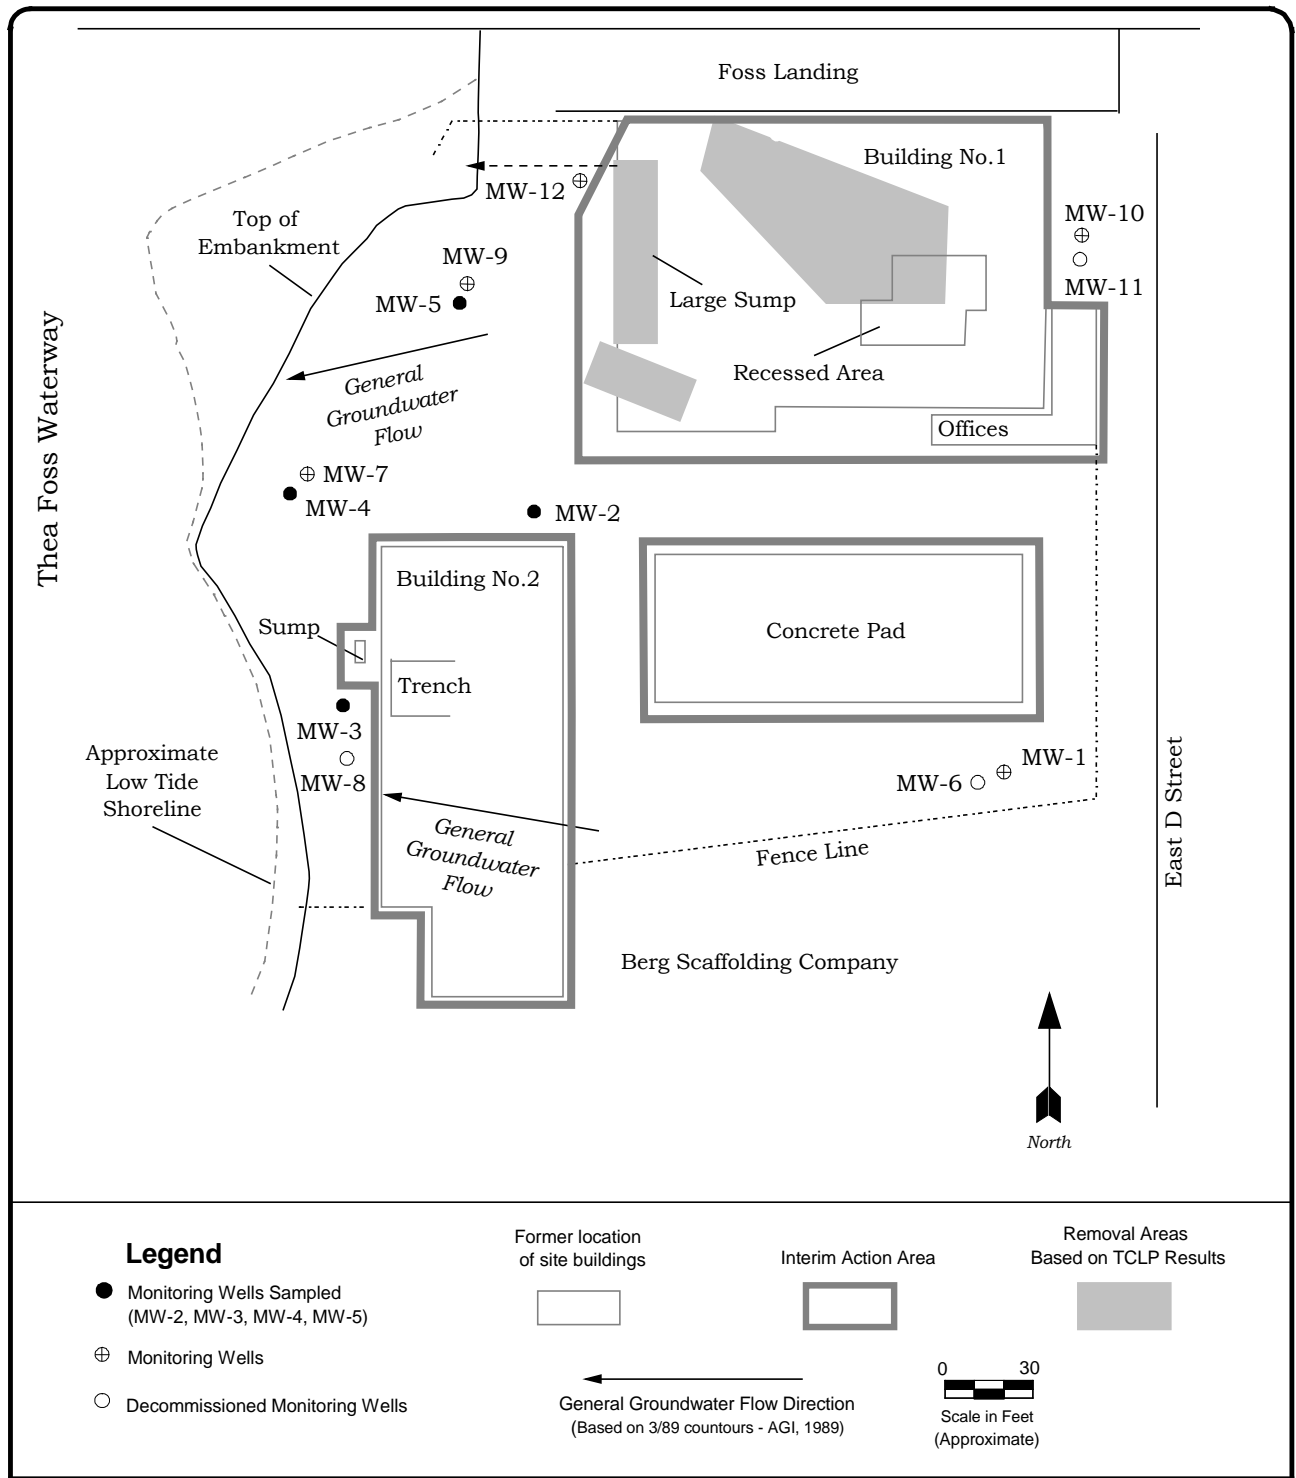 Foss Landing
Building No.1
MW-12
MW-10
Top of
Embankment
MW-9
MW-11
MW-5
Large Sump
Thea Foss Waterway
General
Groundwater
Flow
Recessed Area
Offices
MW-7
MW-4
MW-2
Building No.2
Sump
Concrete Pad
Trench
MW-3
MW-8
Approximate
Low Tide
Shoreline
MW-1
MW-6
General
Groundwater
Flow
Fence Line
East D Street
Berg Scaffolding Company
North
Legend
Monitoring Wells Sampled
(MW-2, MW-3, MW-4, MW-5)
Monitoring Wells
Decommissioned Monitoring Wells
Former location
of site buildings
Interim Action Area
Removal Areas
Based on TCLP Results
General Groundwater Flow Direction
(Based on 3/89 countours - AGI, 1989)
0 30
Scale in Feet
(Approximate)